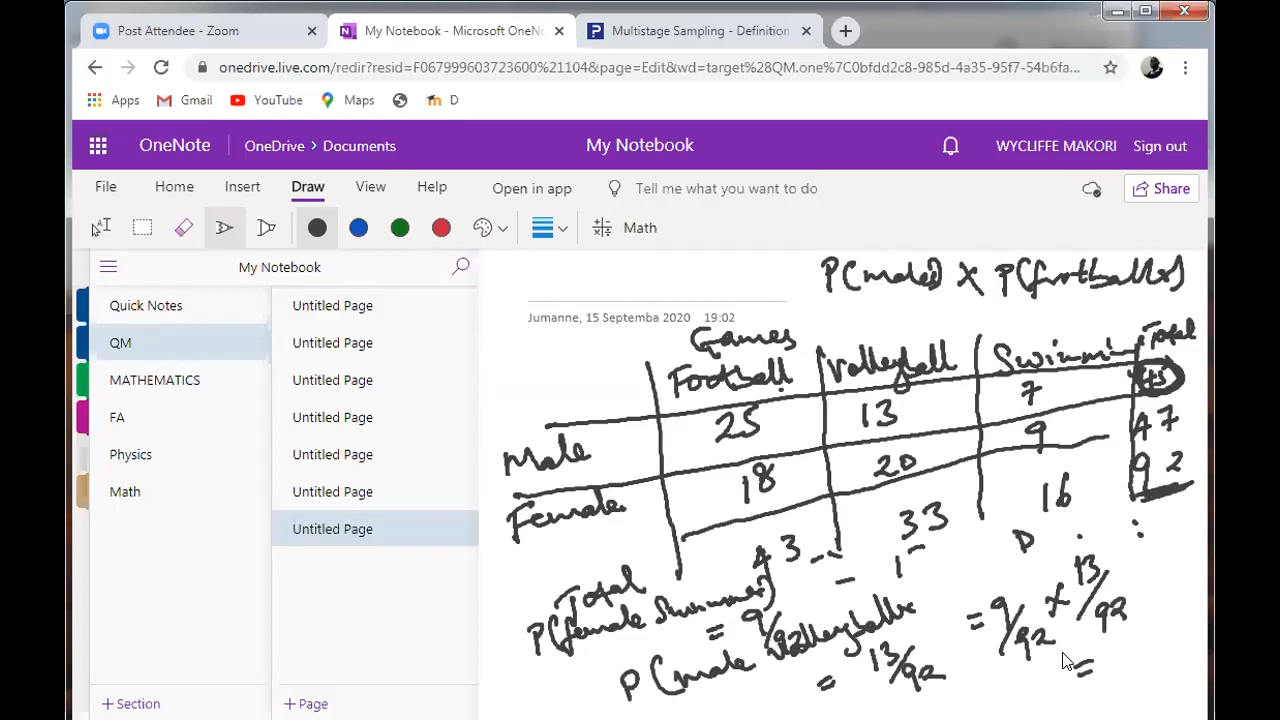 Post Attendee - Zoom
My Notebook - Microsoft OneNo
Multistage Sampling - Definition
onedrive.live.com/redir?resid=F067999603723600%21104&page=Edit&wd=target%28QM.one%7C0bfdd2c8-985d-4a35-95f7-54b6fa...
Apps Gmail YouTube Maps D
OneNote OneDrive > Documents My Notebook WYCLIFFE MAKORI Sign out
File Home Insert Draw View Help Open in app Tell me what you want to do Share
Math
My Notebook
Quick Notes
QM
MATHEMATICS
FA
Physics
Math
Untitled Page
Untitled Page
Untitled Page
Untitled Page
Untitled Page
Untitled Page
Untitled Page
+ Section
+ Page
P(male) X P(footballer)
Jumanne, 15 Septemba 2020 19:02
Games
Football Volleyball Swimmin Total
Male 25 13 7 45
Female 18 20 9 47
Total 43 33 16 92
P(female Swimmer)
= 9/92
P(male volleyballer
= 13/92
= 9/92 x 13/92
=